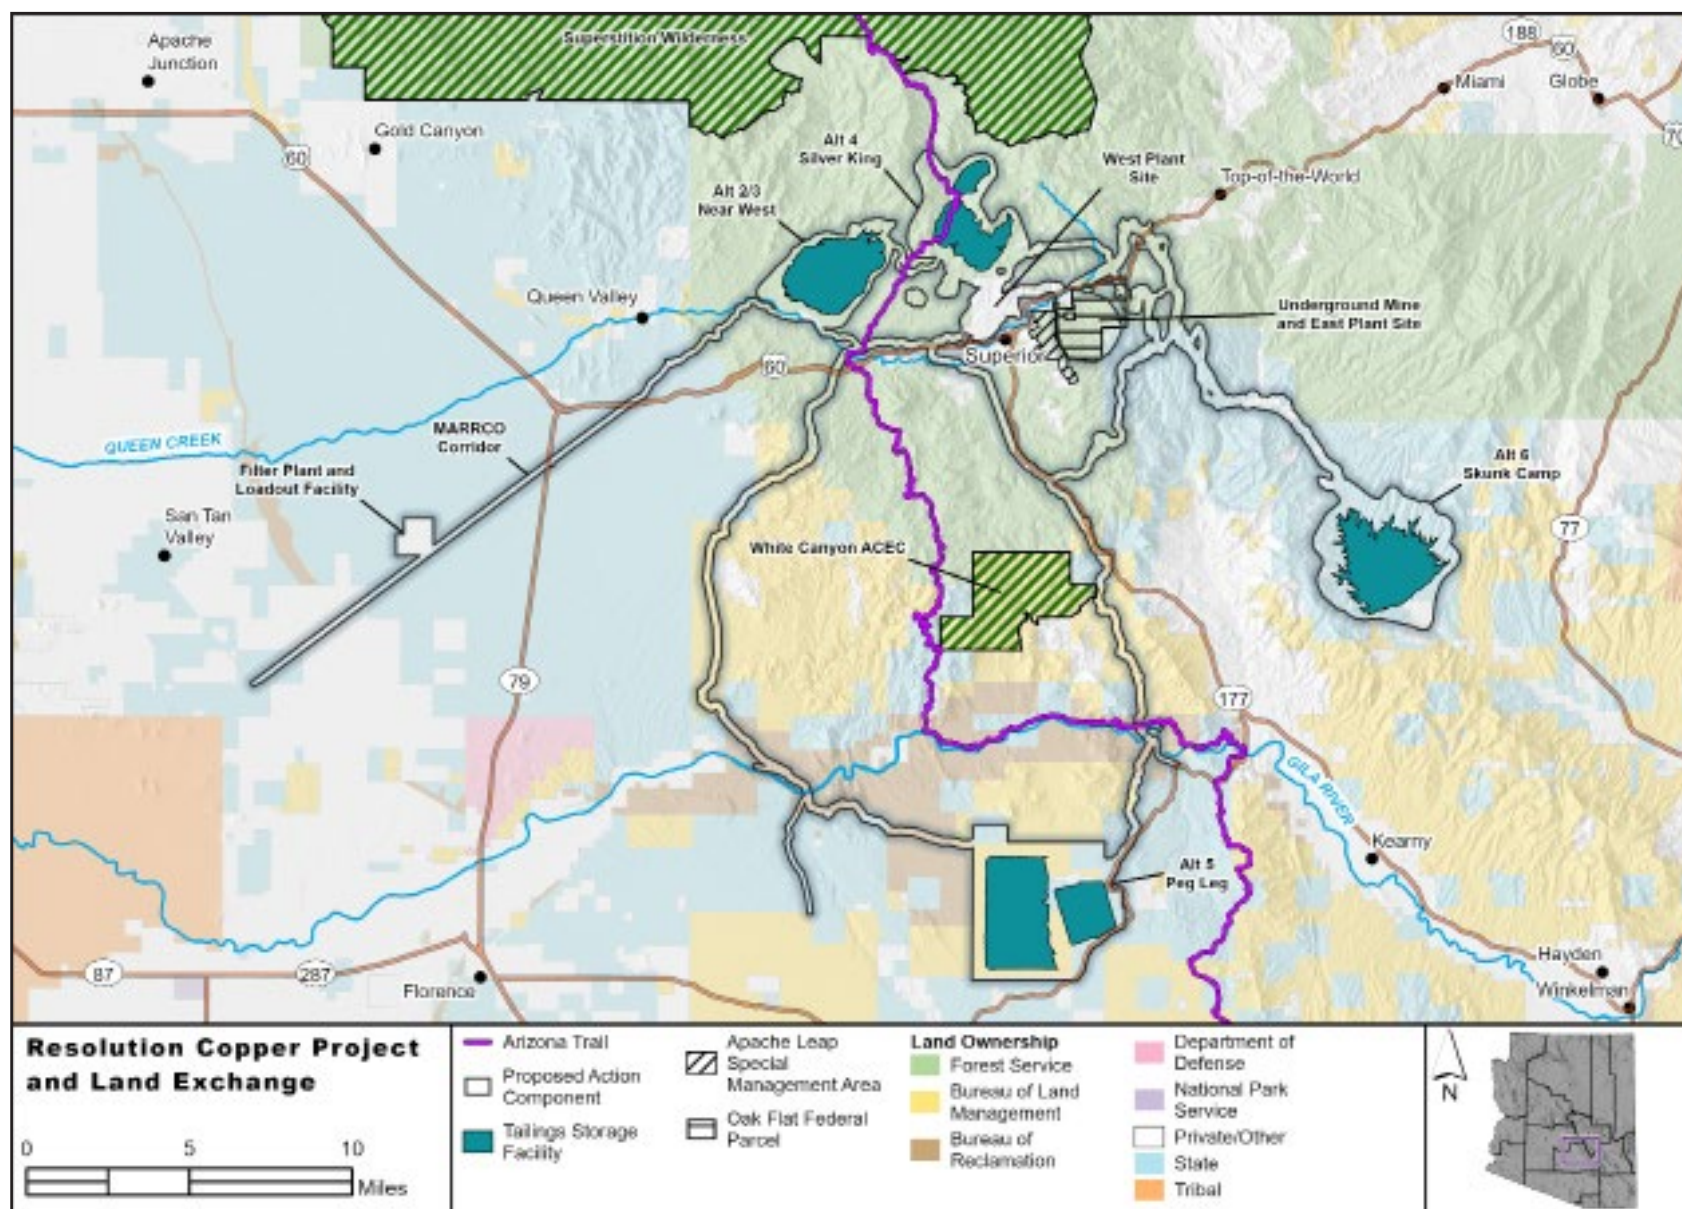 Superstition Wilderness
188
60
Apache
Junction
Miami
Globe
Gold Canyon
60
70
Alt 4
Silver King
West Plant
Site
Top-of-the-World
Alt 2/3
Near West
Queen Valley
Underground Mine
and East Plant Site
Superior
60
QUEEN CREEK
MARRCO
Corridor
Filter Plant and
Loadout Facility
Alt 6
Skunk Camp
San Tan
Valley
77
White Canyon ACEC
79
177
GILA RIVER
Kearny
Alt 5
Peg Leg
Hayden
Winkelman
87
287
Florence
Resolution Copper Project
and Land Exchange
0
5
10
Miles
Arizona Trail
Proposed Action
Component
Tailings Storage
Facility
Apache Leap
Special
Management Area
Oak Flat Federal
Parcel
Land Ownership
Forest Service
Bureau of Land
Management
Bureau of
Reclamation
Department of
Defense
National Park
Service
Private/Other
State
Tribal
N